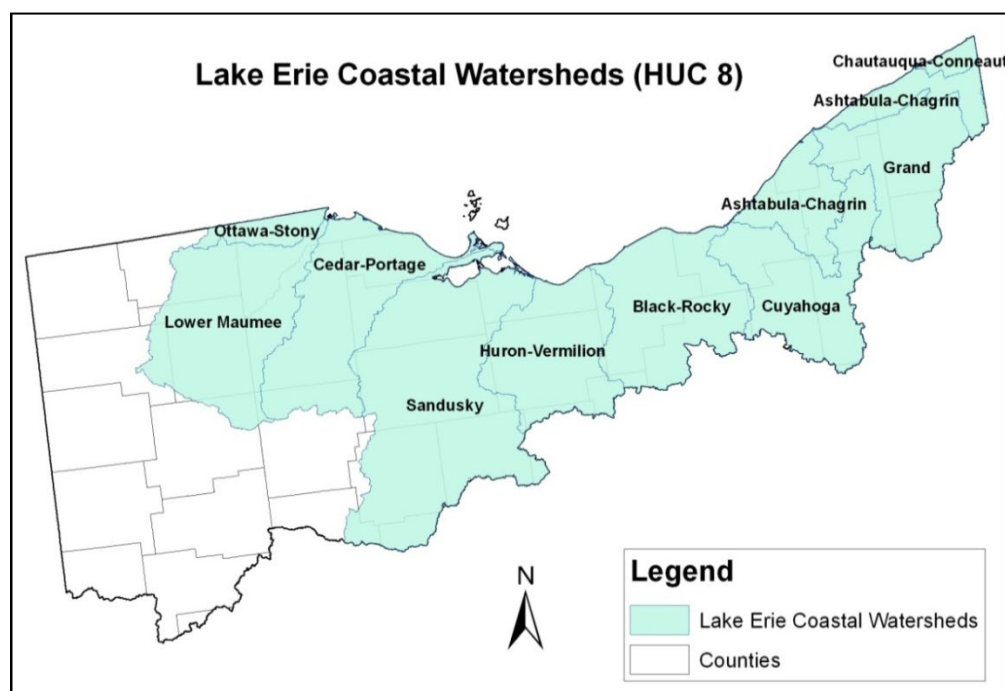 Lake Erie Coastal Watersheds (HUC 8)
Chautauqua-Conneaut
Ashtabula-Chagrin
Grand
Ashtabula-Chagrin
Ottawa-Stony
Cedar-Portage
Lower Maumee
Black-Rocky
Cuyahoga
Huron-Vermilion
Sandusky
N
Legend
Lake Erie Coastal Watersheds
Counties